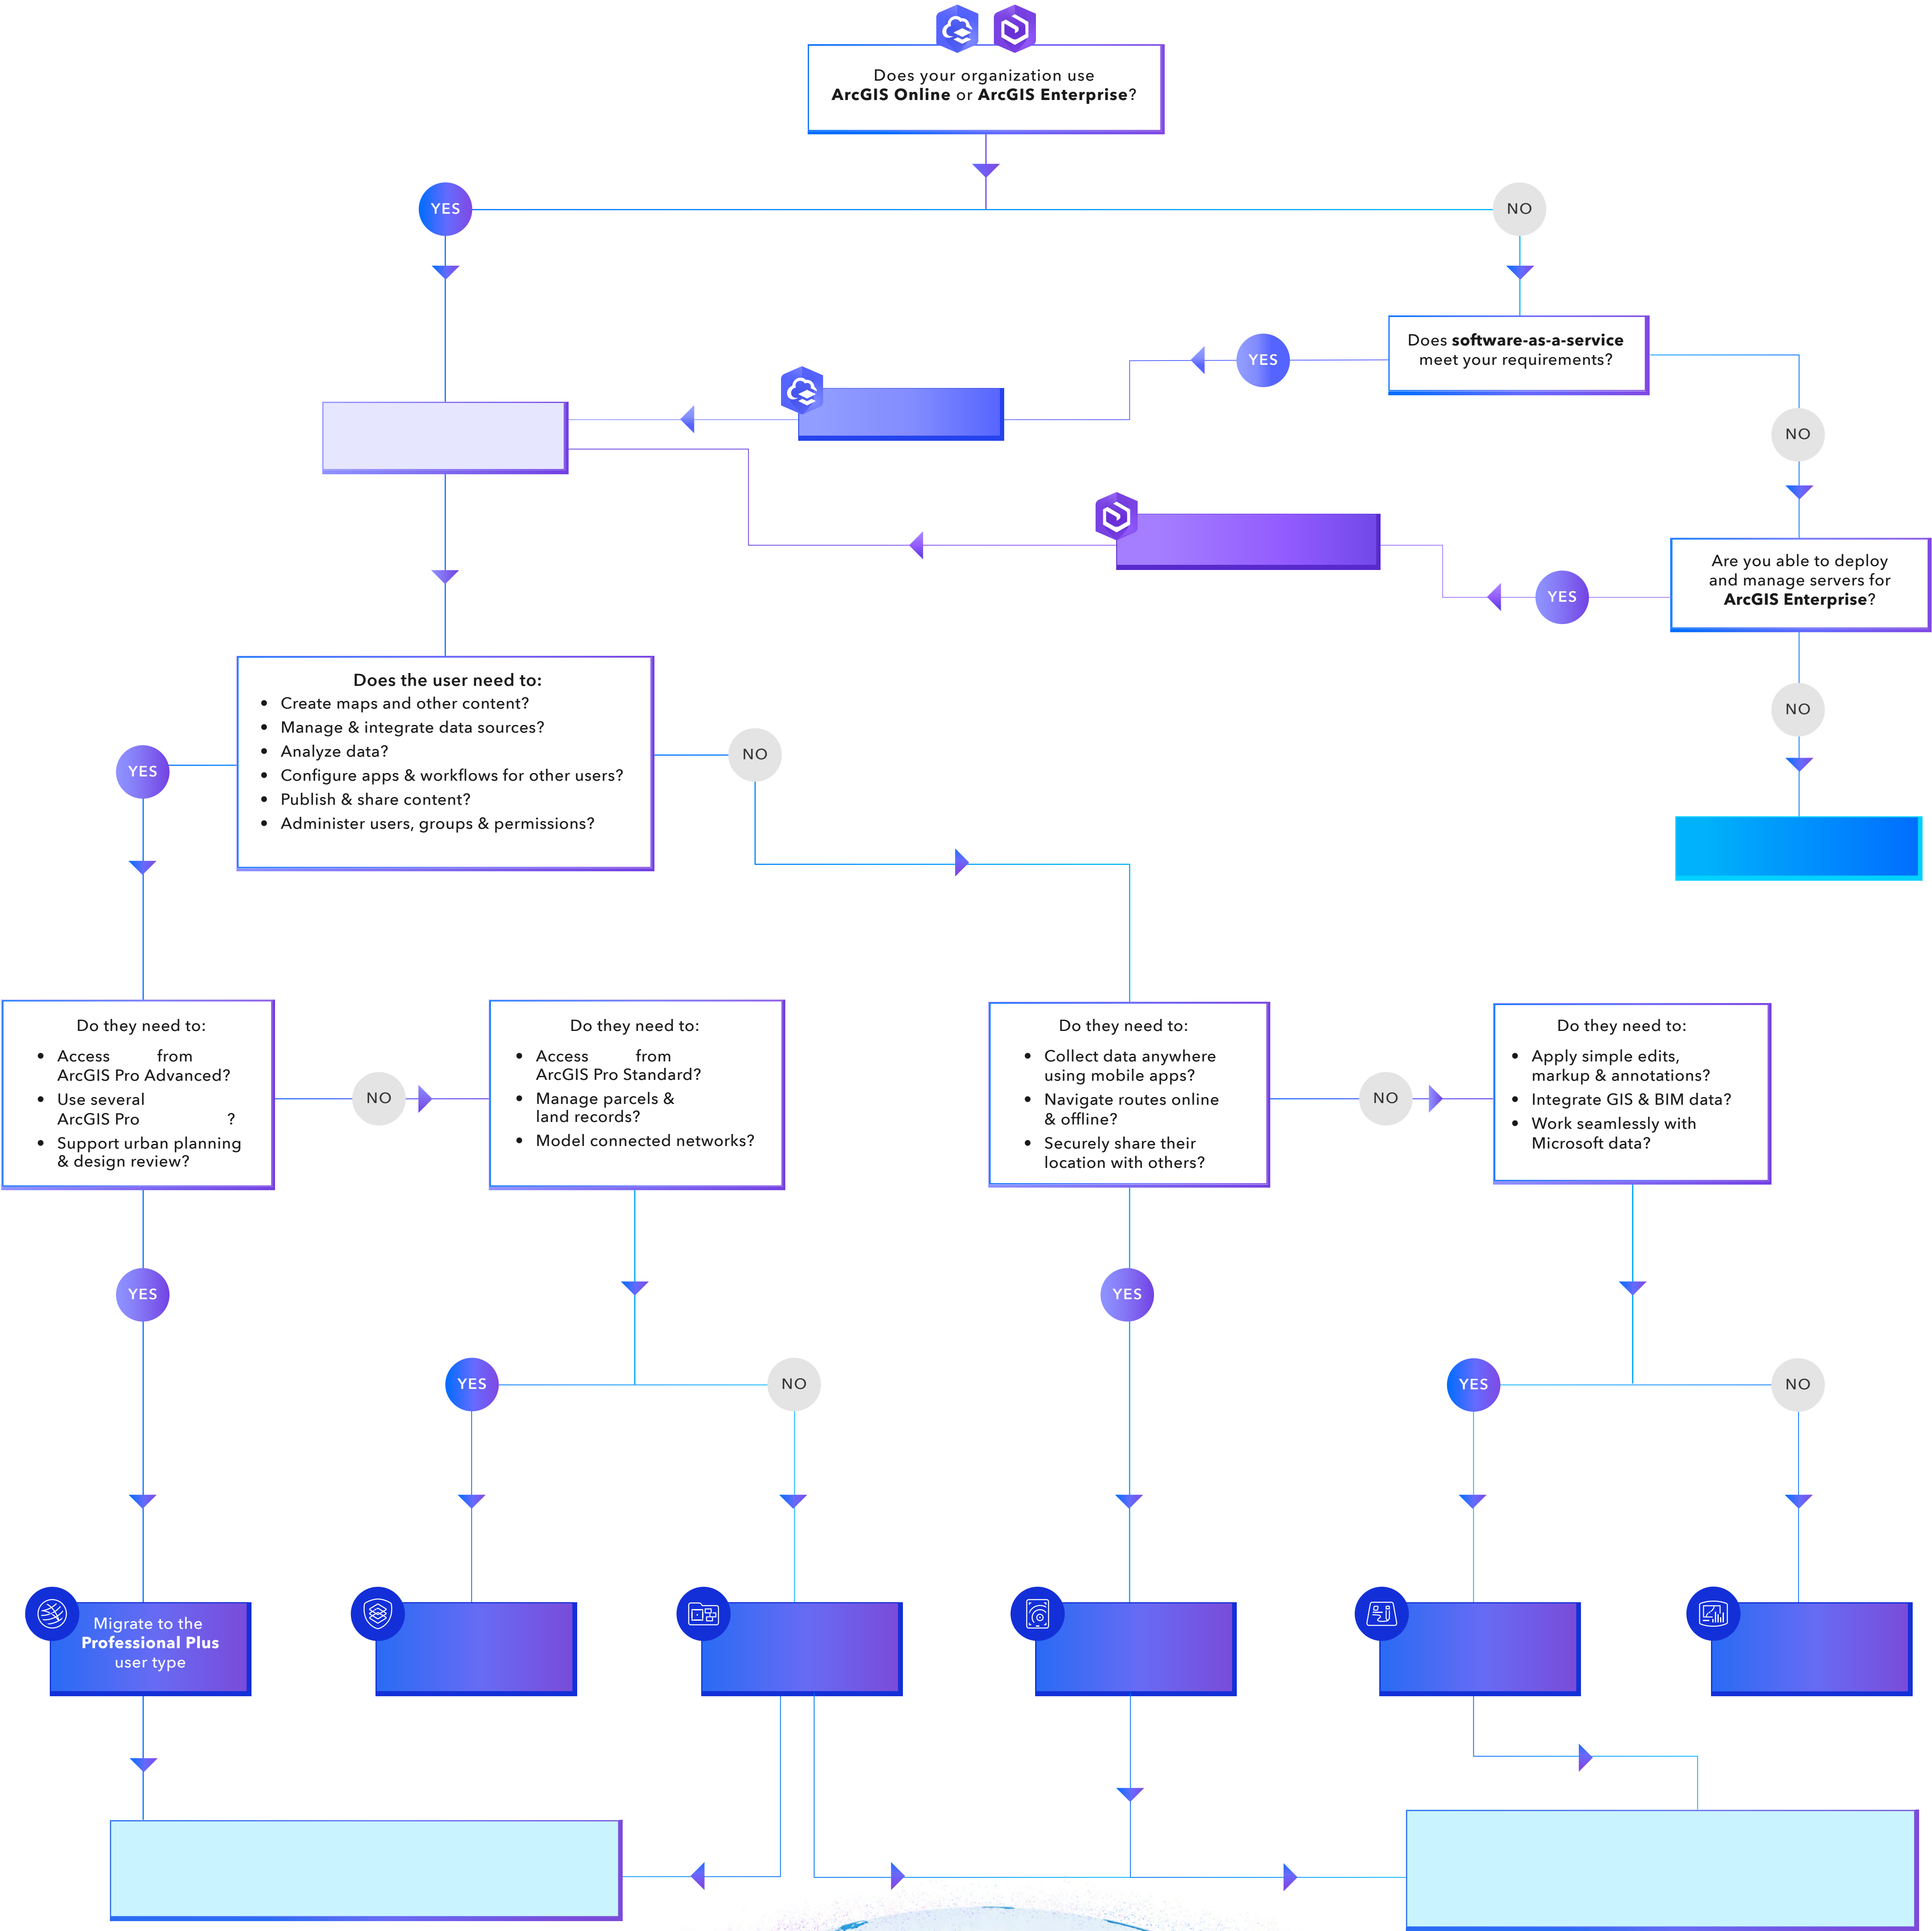 Does your organization use
ArcGIS Online or ArcGIS Enterprise?
YES
NO
Does software-as-a-service
meet your requirements?
YES
NO
Are you able to deploy
and manage servers for
ArcGIS Enterprise?
YES
NO
Does the user need to:
• Create maps and other content?
• Manage & integrate data sources?
• Analyze data?
• Configure apps & workflows for other users?
• Publish & share content?
• Administer users, groups & permissions?
YES
NO
Do they need to:
• Access from
ArcGIS Pro Advanced?
• Use several
ArcGIS Pro ?
• Support urban planning
& design review?
NO
Do they need to:
• Access from
ArcGIS Pro Standard?
• Manage parcels &
land records?
• Model connected networks?
Do they need to:
• Collect data anywhere
using mobile apps?
• Navigate routes online
& offline?
• Securely share their
location with others?
NO
Do they need to:
• Apply simple edits,
markup & annotations?
• Integrate GIS & BIM data?
• Work seamlessly with
Microsoft data?
YES
YES
YES
NO
YES
NO
Migrate to the
Professional Plus
user type